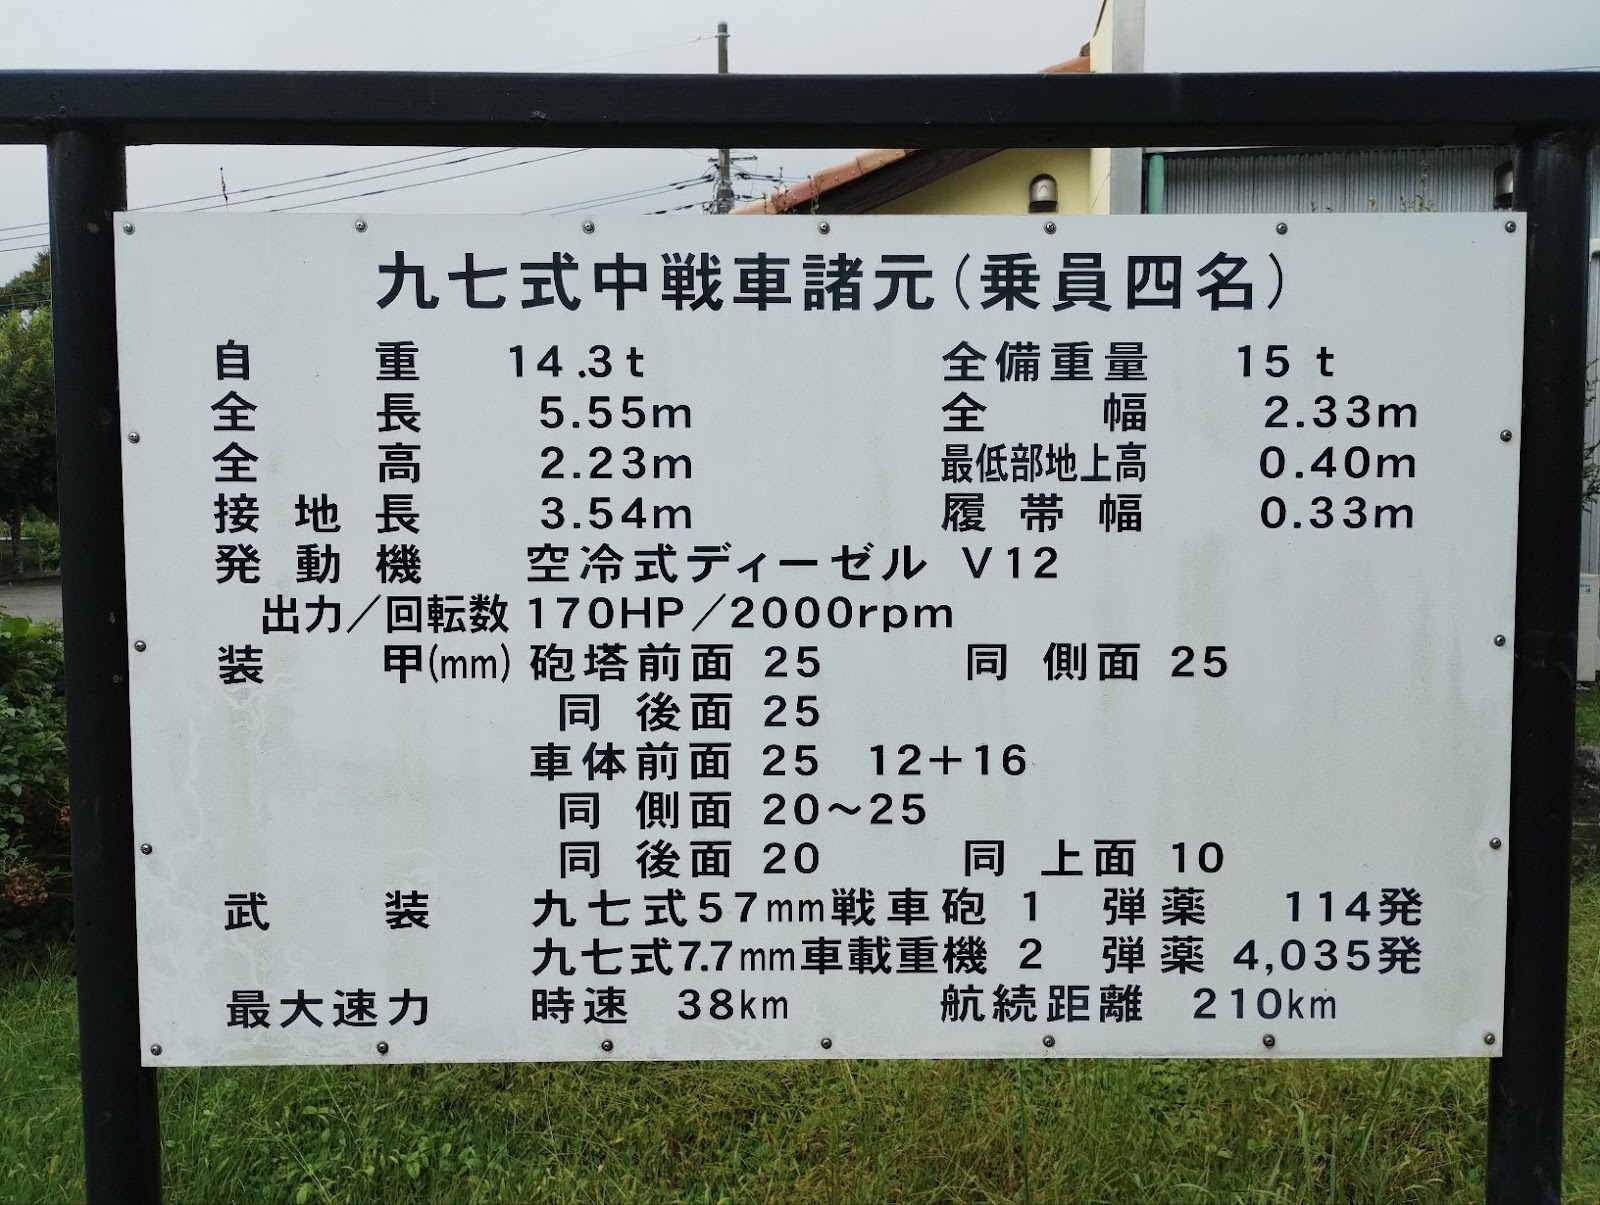 九七式中戦車諸元(乗員四名)
自重 14.3t 全備重量 15t
全長 5.55m 全幅 2.33m
全高 2.23m 最低部地上高 0.40m
接地長 3.54m 履帯幅 0.33m
発動機 空冷式ディーゼル V12
出力/回転数 170HP/2000rpm
装甲(mm) 砲塔前面 25 同 側面 25
同 後面 25
車体前面 25 12+16
同 側面 20〜25
同 後面 20 同 上面 10
武装 九七式57mm戦車砲 1 弾薬 114発
九七式7.7mm車載重機 2 弾薬 4,035発
最大速力 時速 38km 航続距離 210km